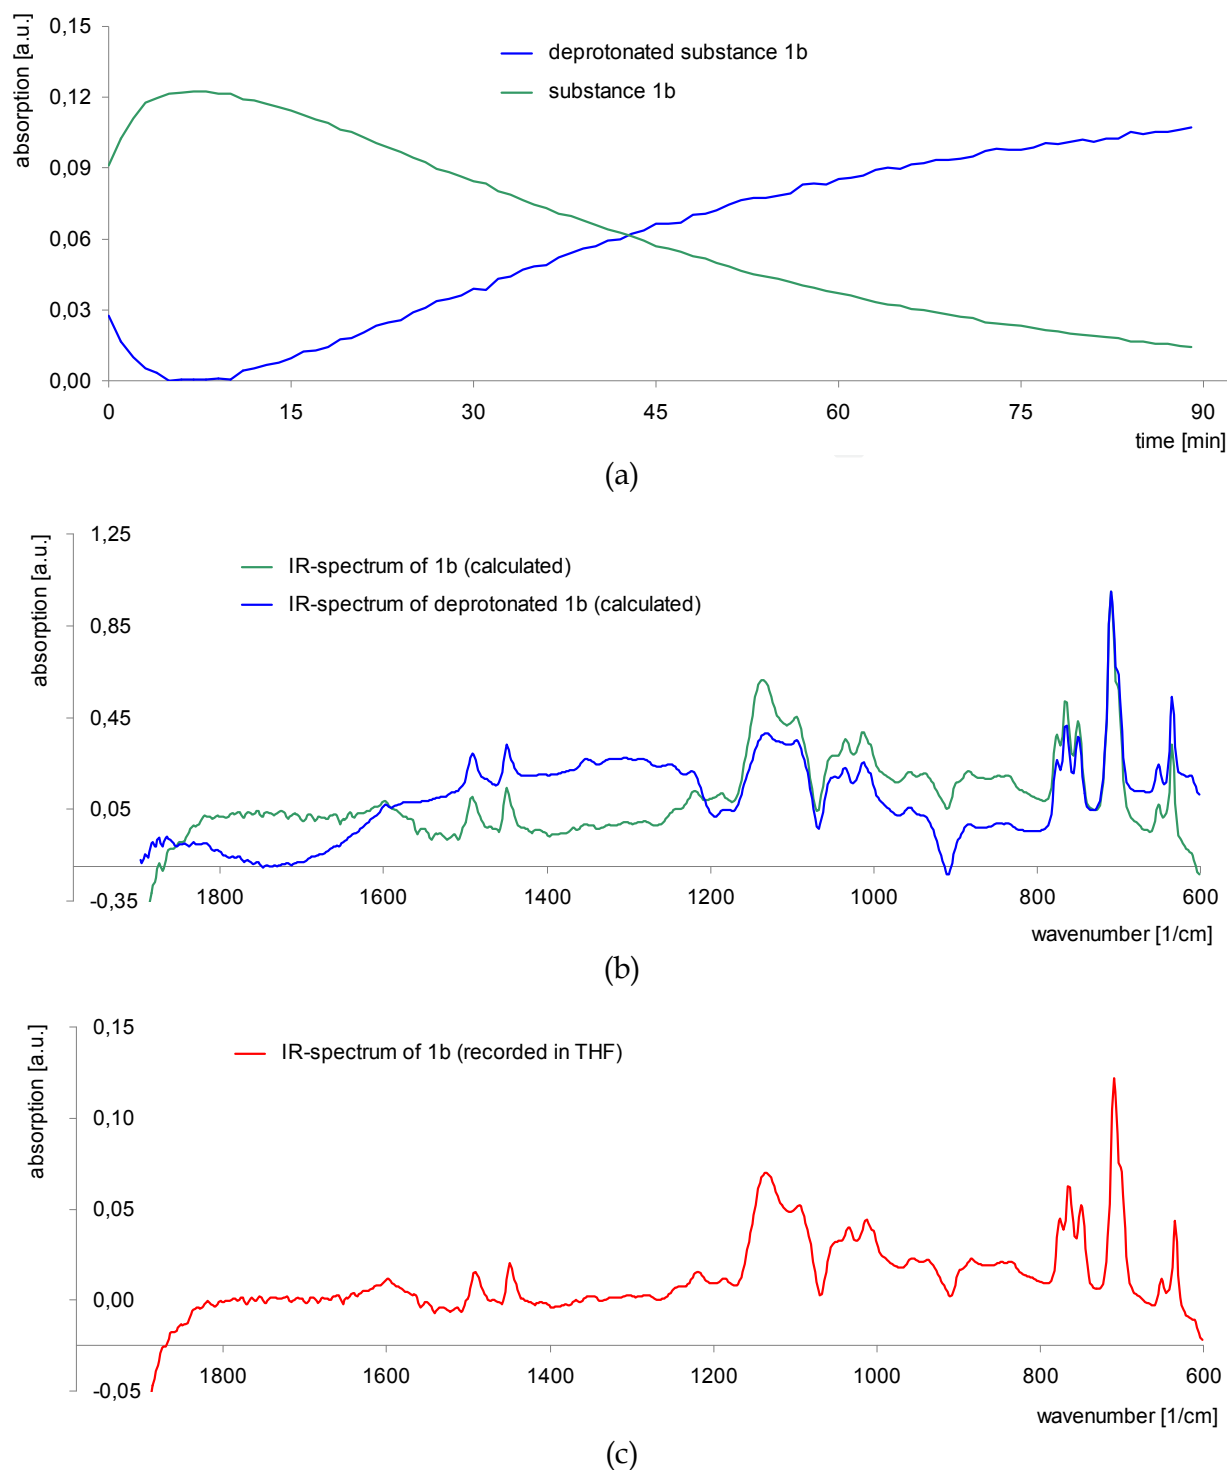 0,15
absorption [a.u.]
deprotonated substance 1b
substance 1b
0,12
0,09
0,06
0,03
0,00
0 15 30 45 60 75 90
time [min]
(a)
1,25
absorption [a.u.]
IR-spectrum of 1b (calculated)
IR-spectrum of deprotonated 1b (calculated)
0,85
0,45
0,05
-0,35
1800 1600 1400 1200 1000 800 600
wavenumber [1/cm]
(b)
0,15
absorption [a.u.]
IR-spectrum of 1b (recorded in THF)
0,10
0,05
0,00
-0,05
1800 1600 1400 1200 1000 800 600
wavenumber [1/cm]
(c)